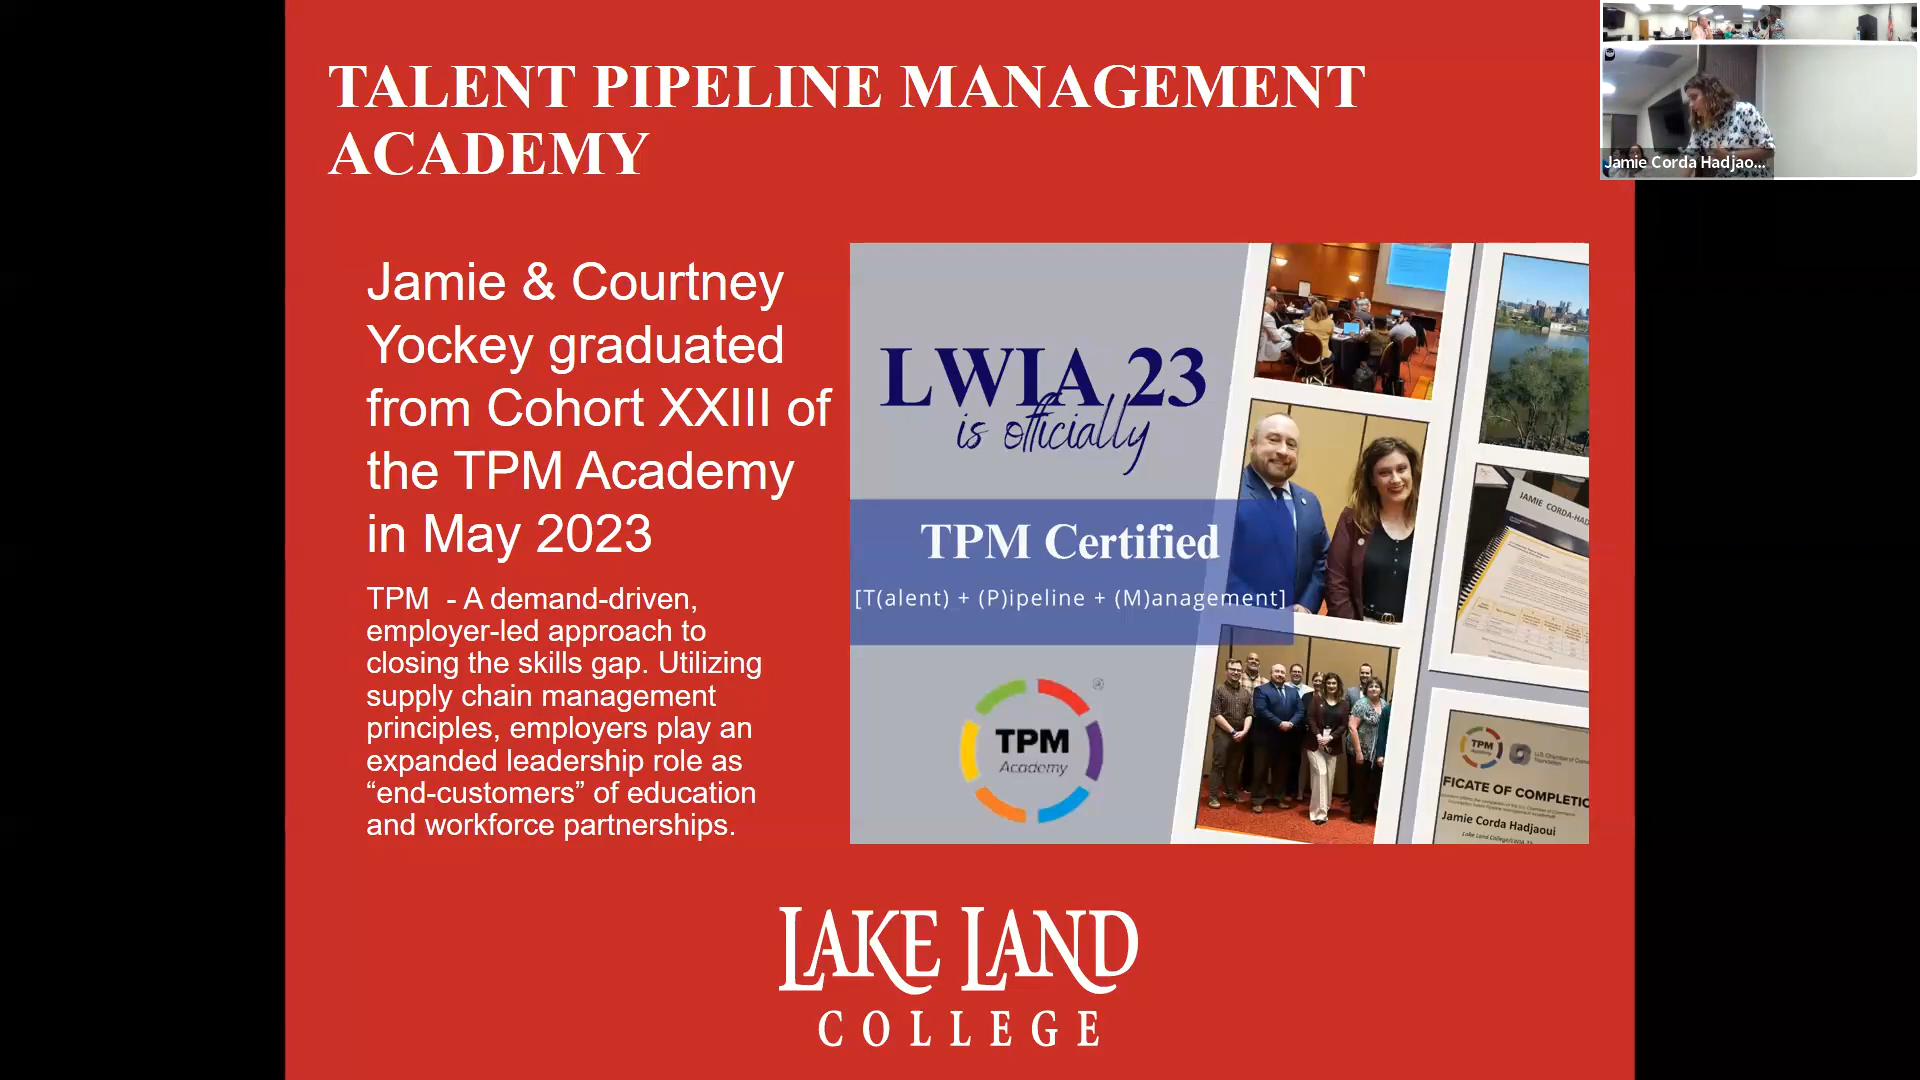 TALENT PIPELINE MANAGEMENT
ACADEMY
Jamie Corda Hadjao...
Jamie & Courtney
Yockey graduated
from Cohort XXIII of
the TPM Academy
in May 2023
TPM - A demand-driven,
employer-led approach to
closing the skills gap. Utilizing
supply chain management
principles, employers play an
expanded leadership role as
“end-customers” of education
and workforce partnerships.
LWIA 23
is officially
TPM Certified
[T(alent) + (P)ipeline + (M)anagement]
®
TPM
Academy
JAMIE CORDA-HAD
TPM
Academy
FICATE OF COMPLETIO
Jamie Corda Hadjaoui
LAKE LAND
COLLEGE